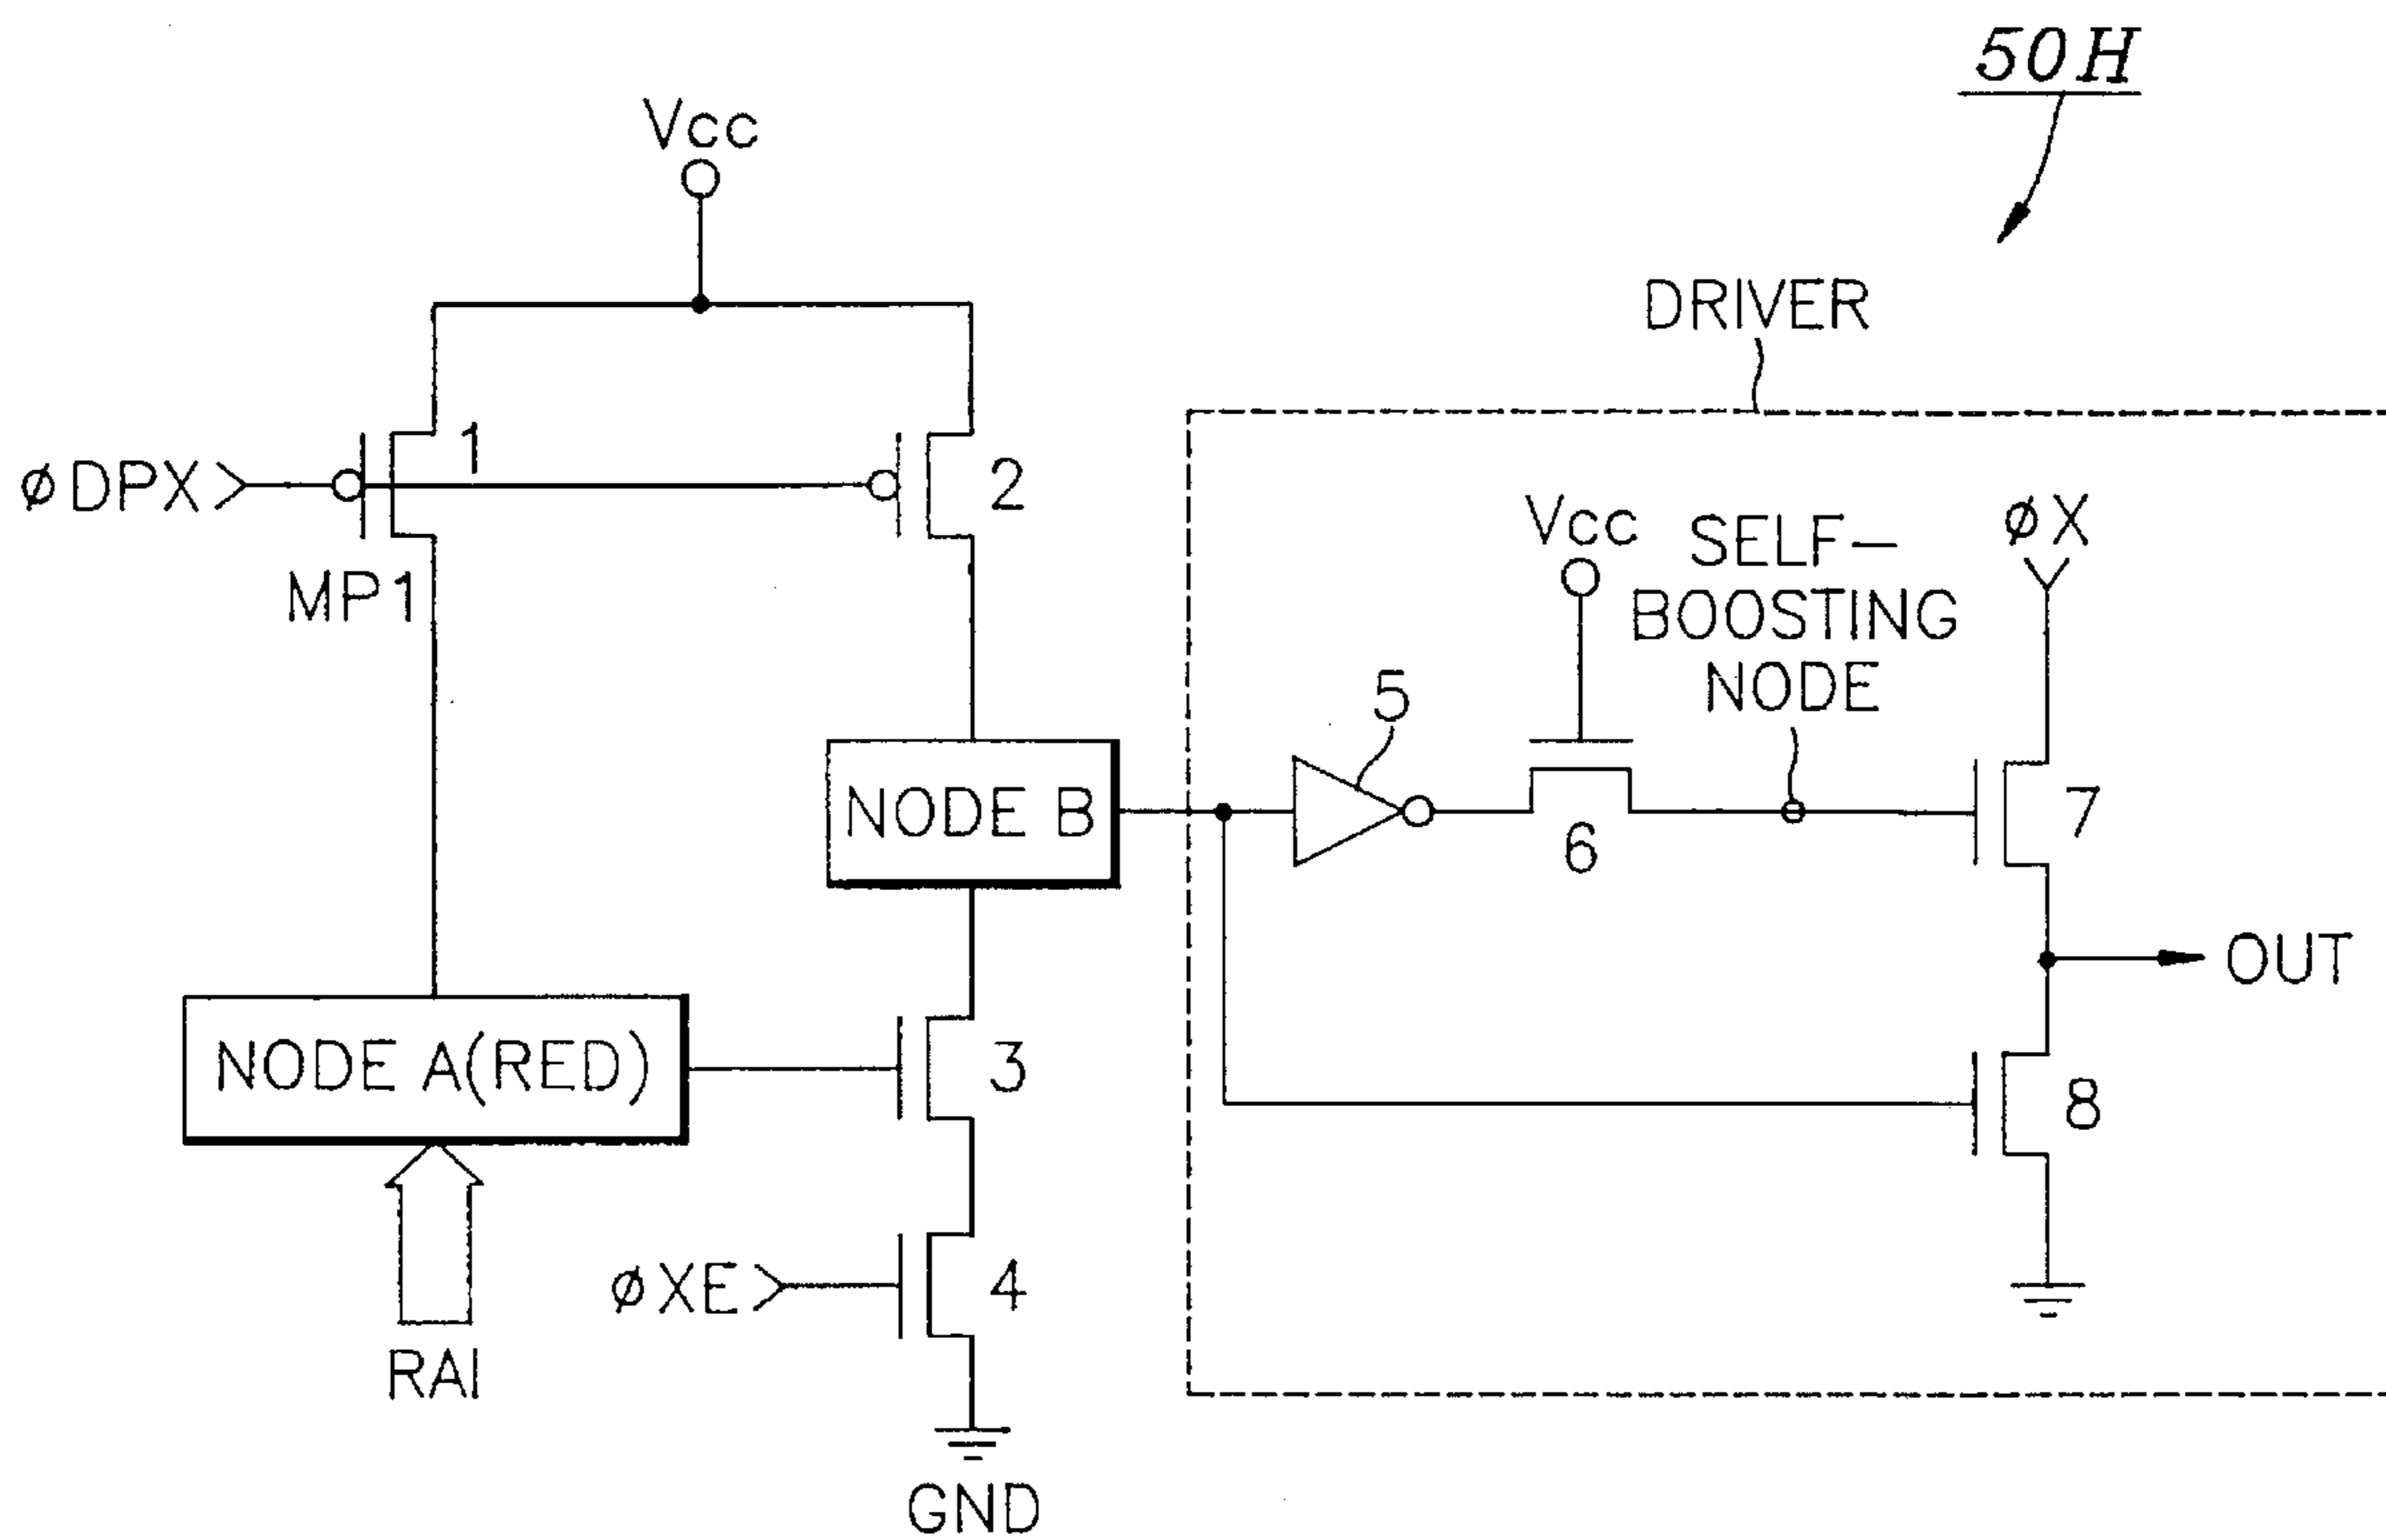 50H
Vcc
DRIVER
1
øDPX
2
MP1
Vcc
SELF-
BOOSTING
NODE
øX
5
NODE B
6
7
OUT
NODE A(RED)
3
8
øXE
4
RAI
GND